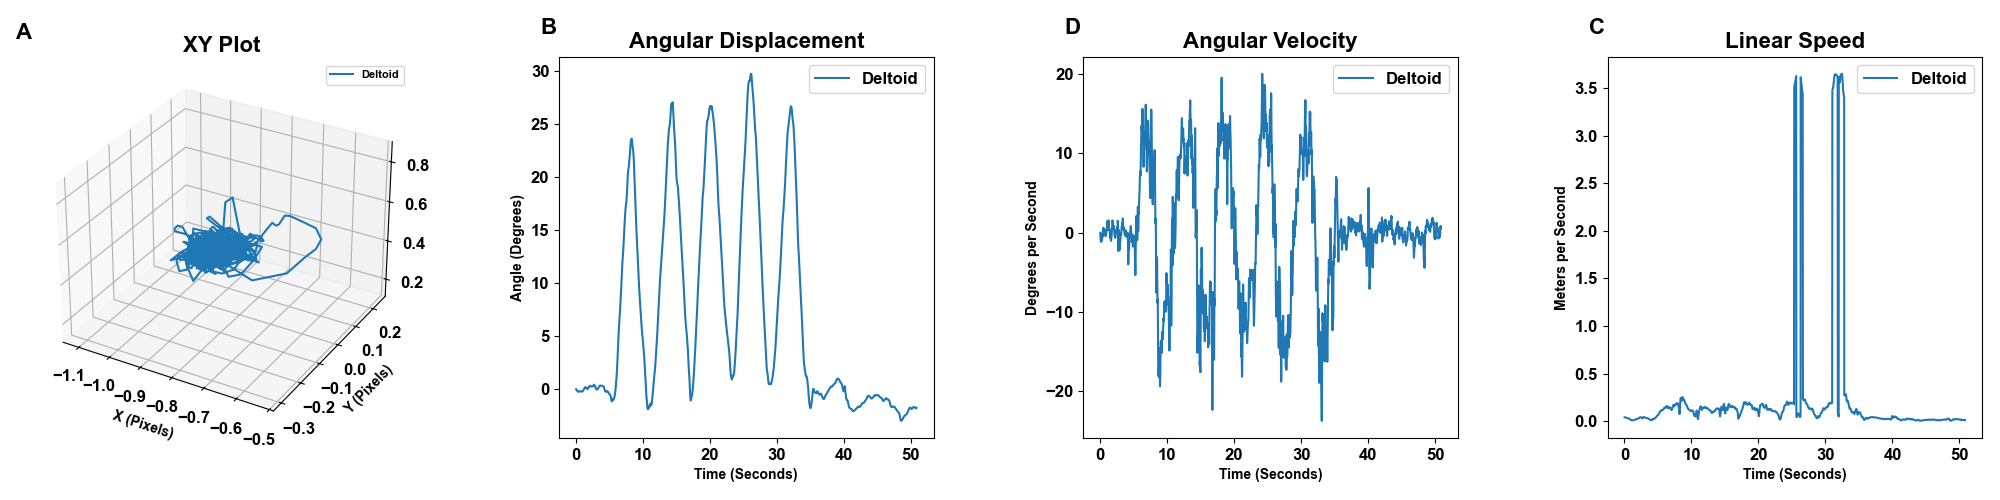 A
XY Plot
Deltoid
0.8
0.6
0.4
0.2
0.2
0.1
0.0
−0.1
−0.2
−0.3
Y (Pixels)
−1.1
−1.0
−0.9
−0.8
−0.7
−0.6
−0.5
X (Pixels)
B
Angular Displacement
Deltoid
30
25
20
15
10
5
0
Angle (Degrees)
0 10 20 30 40 50
Time (Seconds)
D
Angular Velocity
Deltoid
20
10
0
−10
−20
Degrees per Second
0 10 20 30 40 50
Time (Seconds)
C
Linear Speed
Deltoid
3.5
3.0
2.5
2.0
1.5
1.0
0.5
0.0
Meters per Second
0 10 20 30 40 50
Time (Seconds)